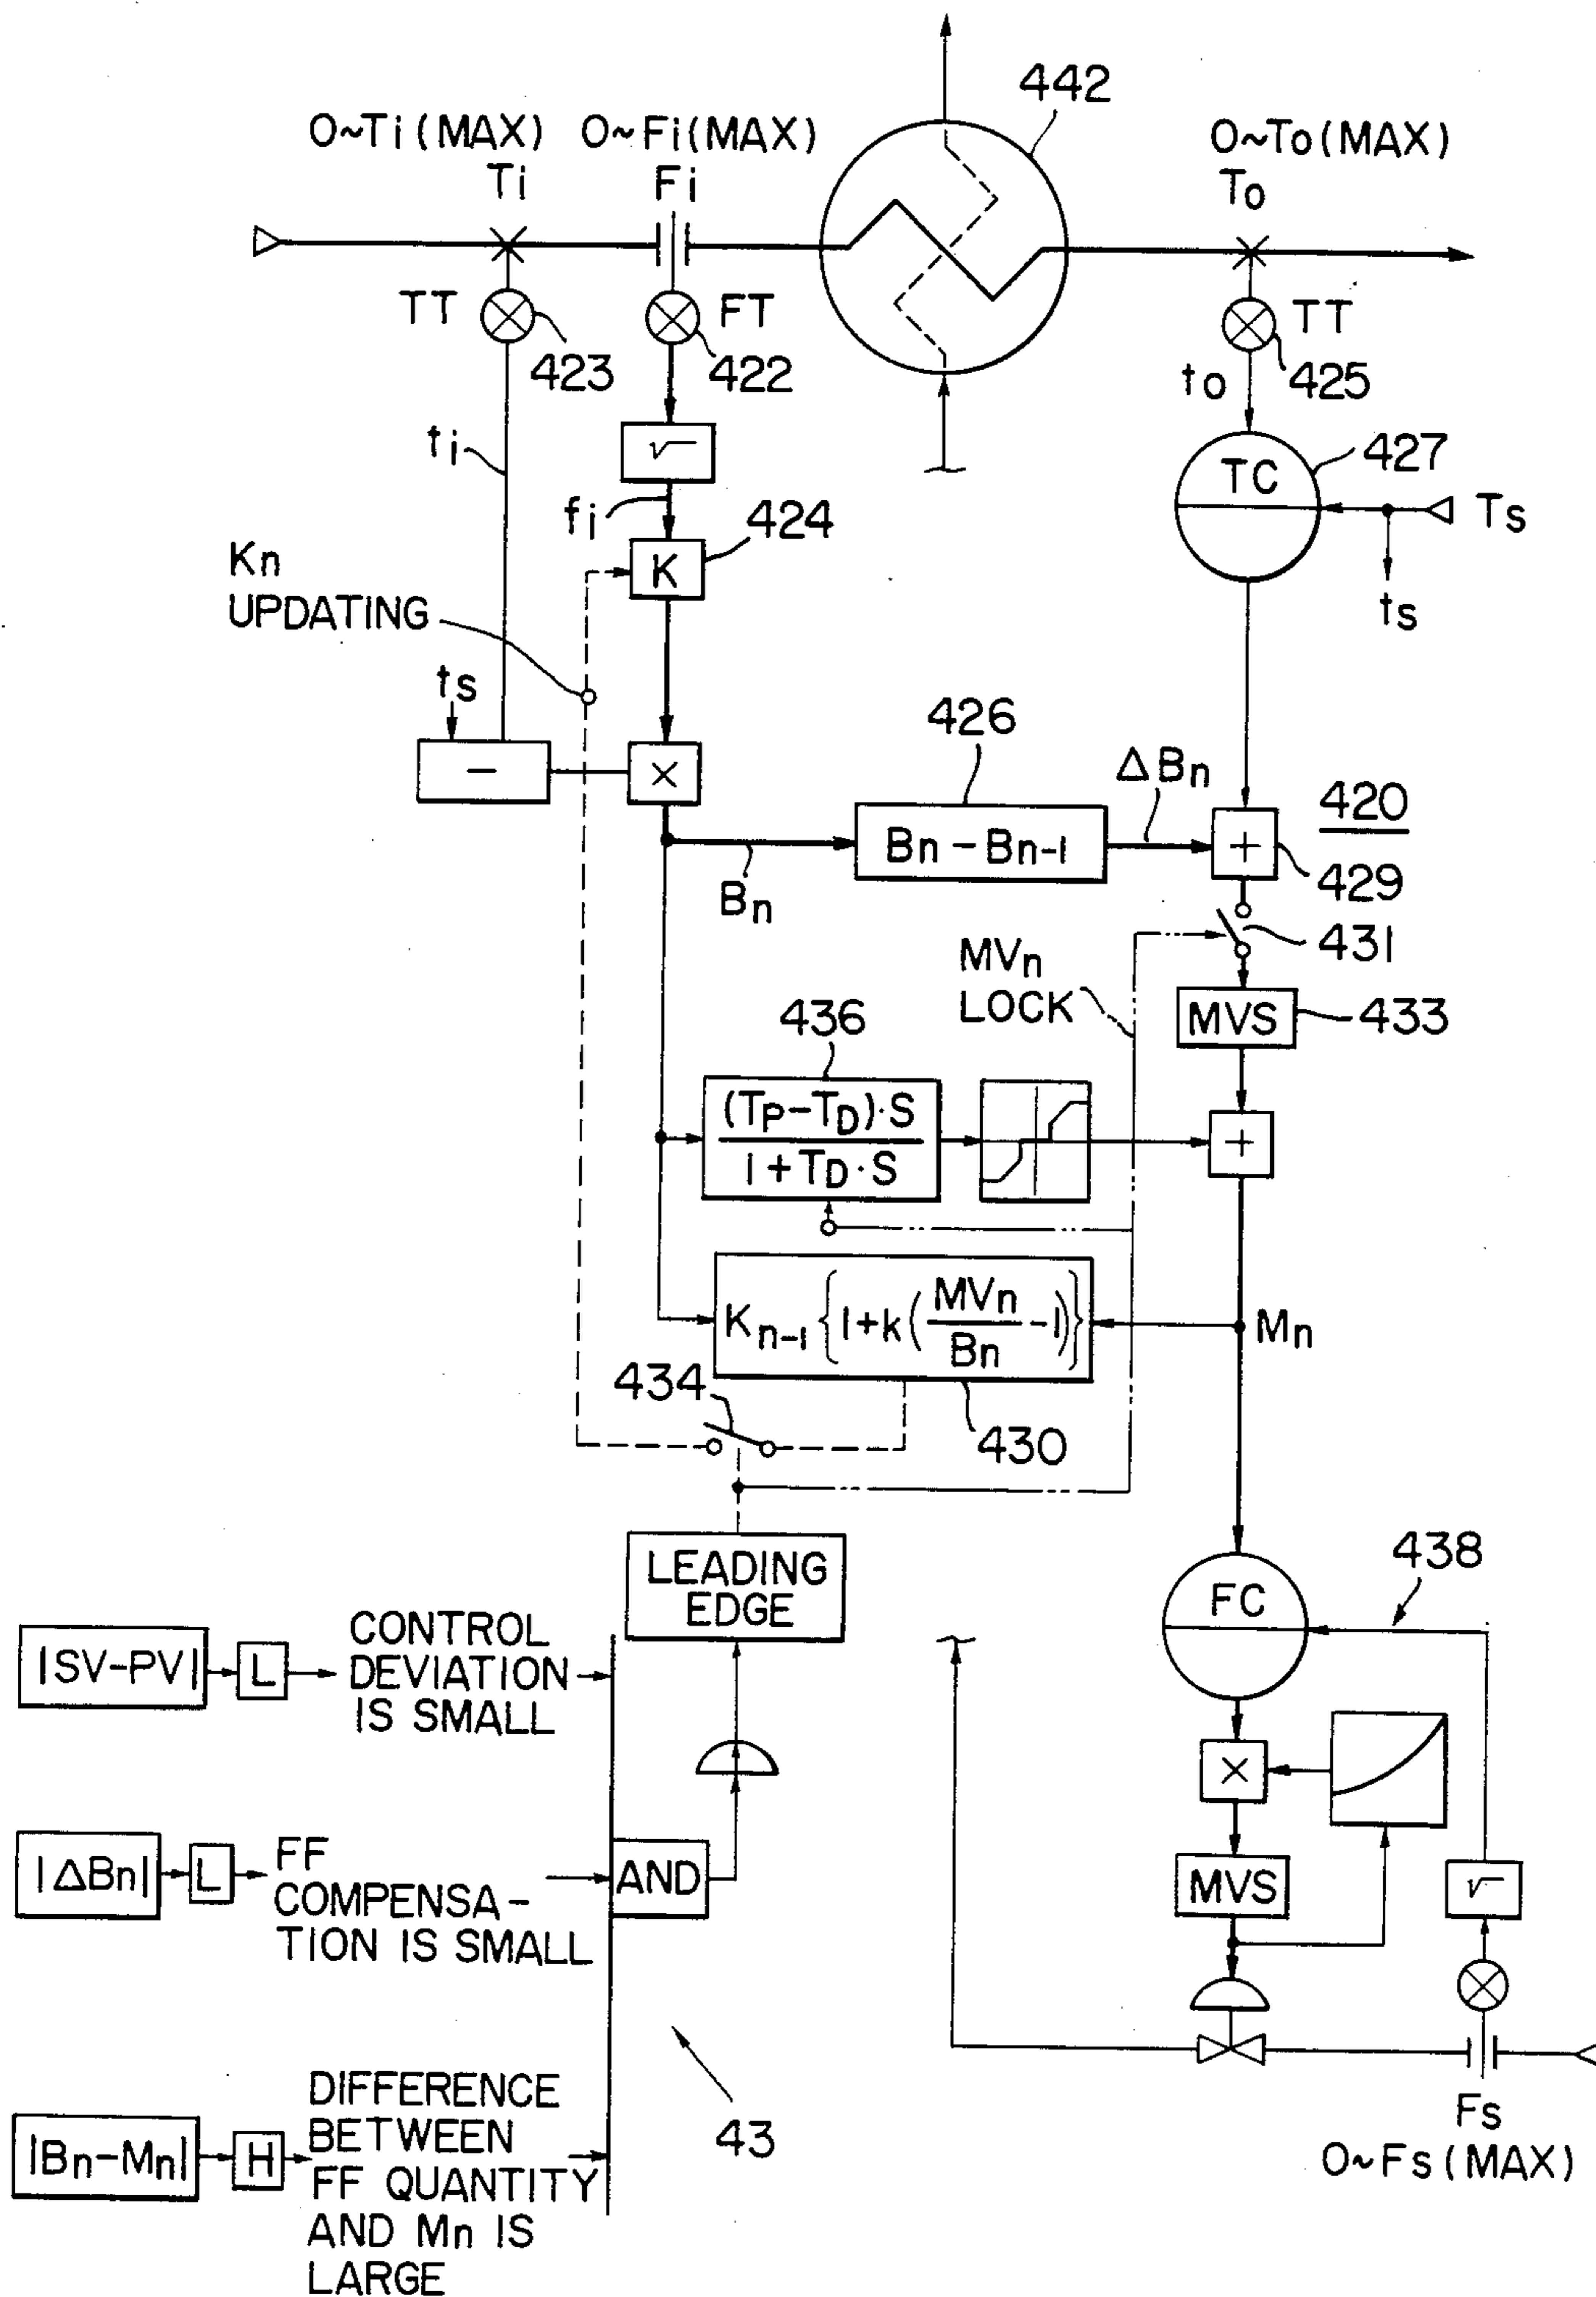 442
O~Ti (MAX)
O~Fi (MAX)
O~To (MAX)
Ti
Fi
To
TT
FT
TT
423
422
425
to
ti
√
TC
427
fi
424
Ts
Kn
UPDATING
K
ts
ts
−
×
426
ΔBn
420
Bn − Bn-1
+
429
Bn
431
MVn
LOCK
MVS
433
436
(TP−TD)·S
1+TD·S
+
Kn-1 {1+k(MVn/Bn −1)}
Mn
434
430
LEADING
EDGE
438
FC
|SV−PV|
L
CONTROL
DEVIATION
IS SMALL
×
|ΔBn|
L
FF
COMPENSA-
TION IS SMALL
AND
MVS
√
43
|Bn−Mn|
H
DIFFERENCE
BETWEEN
FF QUANTITY
AND Mn IS
LARGE
Fs
O~Fs (MAX)